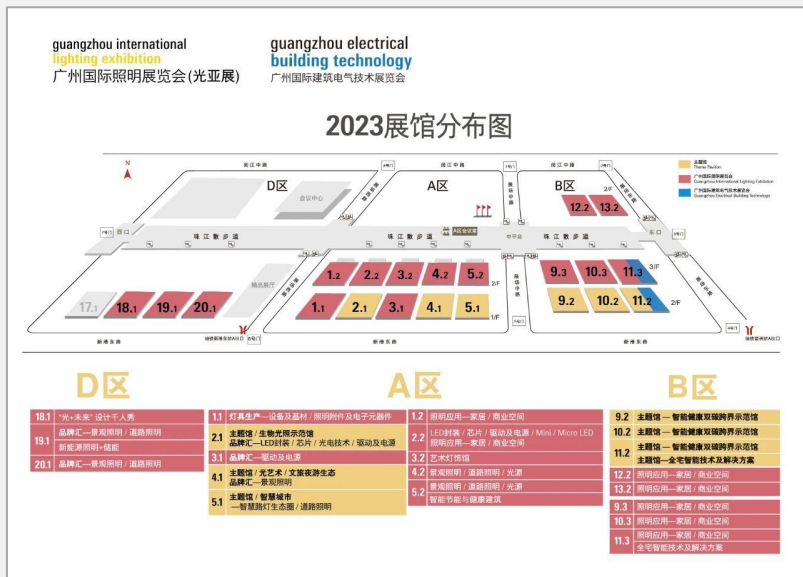 guangzhou international
lighting exhibition
广州国际照明展览会(光亚展)
guangzhou electrical
building technology
广州国际建筑电气技术展览会
2023展馆分布图
N
阅江中路
阅江中路
阅江中路
D区
A区
B区
会议中心
主题馆
Theme Pavilion
广州国际照明展览会
Guangzhou International Lighting Exhibition
广州国际建筑电气技术展览会
Guangzhou Electrical Building Technology
2/F
12.2
13.2
西口
珠江散步道
珠江散步道
A区会议室
珠江散步道
东口
展场中路
精品展厅
17.1
18.1
19.1
20.1
1.2
2.2
3.2
4.2
5.2
2/F
1.1
2.1
3.1
4.1
5.1
1/F
展场中路
9.3
10.3
11.3
3/F
9.2
10.2
11.2
2/F
新港东路
新港东路
新港东路
D区
18.1 “光+未来” 设计千人秀
19.1 品牌汇—景观照明 / 道路照明
新能源照明+储能
20.1 品牌汇—景观照明 / 道路照明
A区
1.1 灯具生产—设备及基材 / 照明附件及电子元器件
2.1 主题馆 / 生物光照示范馆
品牌汇—LED封装 / 芯片 / 光电技术 / 驱动及电源
3.1 品牌汇—驱动及电源
4.1 主题馆 / 光艺术 / 文旅夜游生态
品牌汇—景观照明
5.1 主题馆 / 智慧城市
—智慧路灯生态圈 / 道路照明
1.2 照明应用—家居 / 商业空间
2.2 LED封装 / 芯片 / 驱动及电源 / Mini / Micro LED
照明应用—家居 / 商业空间
3.2 艺术灯饰馆
4.2 景观照明 / 道路照明 / 光源
5.2 景观照明 / 道路照明 / 光源
智能节能与健康建筑
B区
9.2 主题馆 — 智能健康双碳跨界示范馆
10.2 主题馆 — 智能健康双碳跨界示范馆
11.2 主题馆 — 智能健康双碳跨界示范馆
主题馆—全宅智能技术及解决方案
12.2 照明应用—家居 / 商业空间
13.2 照明应用—家居 / 商业空间
9.3 照明应用—家居 / 商业空间
10.3 照明应用—家居 / 商业空间
11.3 照明应用—家居 / 商业空间
全宅智能技术及解决方案